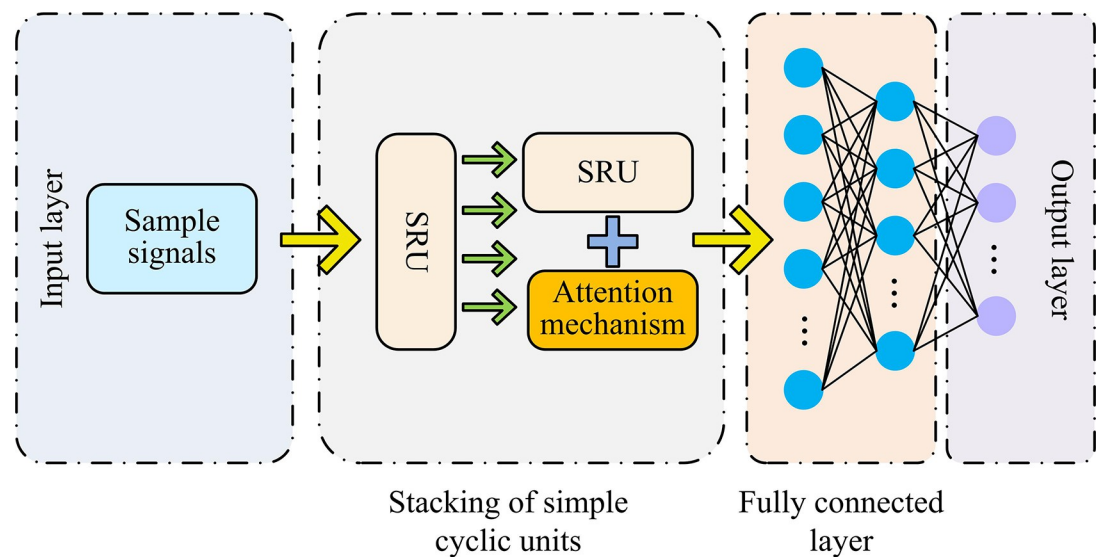 Input layer
Sample
signals
SRU
SRU
Attention
mechanism
Output layer
Stacking of simple
cyclic units
Fully connected
layer